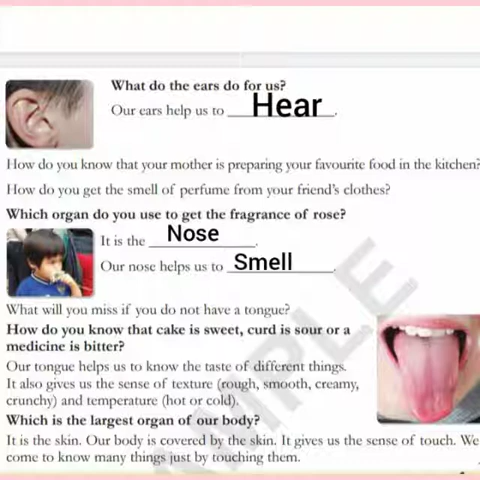 What do the ears do for us?
Our ears help us to Hear.
How do you know that your mother is preparing your favourite food in the kitchen?
How do you get the smell of perfume from your friend's clothes?
Which organ do you use to get the fragrance of rose?
It is the Nose.
Our nose helps us to Smell.
What will you miss if you do not have a tongue?
How do you know that cake is sweet, curd is sour or a
medicine is bitter?
Our tongue helps us to know the taste of different things.
It also gives us the sense of texture (rough, smooth, creamy,
crunchy) and temperature (hot or cold).
Which is the largest organ of our body?
It is the skin. Our body is covered by the skin. It gives us the sense of touch. We
come to know many things just by touching them.